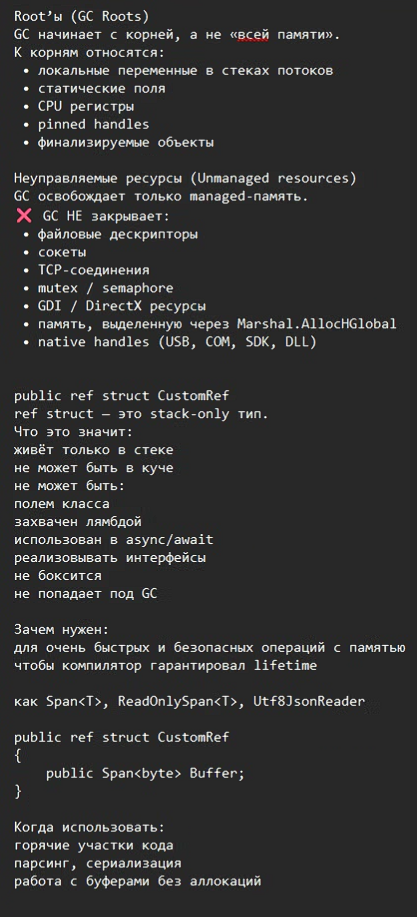 Root’ы (GC Roots)
GC начинает с корней, а не «всей памяти».
К корням относятся:
• локальные переменные в стеках потоков
• статические поля
• CPU регистры
• pinned handles
• финализируемые объекты
Неуправляемые ресурсы (Unmanaged resources)
GC освобождает только managed-память.
❌ GC НЕ закрывает:
• файловые дескрипторы
• сокеты
• TCP-соединения
• mutex / semaphore
• GDI / DirectX ресурсы
• память, выделенную через Marshal.AllocHGlobal
• native handles (USB, COM, SDK, DLL)
public ref struct CustomRef
ref struct — это stack-only тип.
Что это значит:
живёт только в стеке
не может быть в куче
не может быть:
полем класса
захвачен лямбдой
использован в async/await
реализовывать интерфейсы
не боксится
не попадает под GC
Зачем нужен:
для очень быстрых и безопасных операций с памятью
чтобы компилятор гарантировал lifetime
как Span<T>, ReadOnlySpan<T>, Utf8JsonReader
public ref struct CustomRef
{
public Span<byte> Buffer;
}
Когда использовать:
горячие участки кода
парсинг, сериализация
работа с буферами без аллокаций